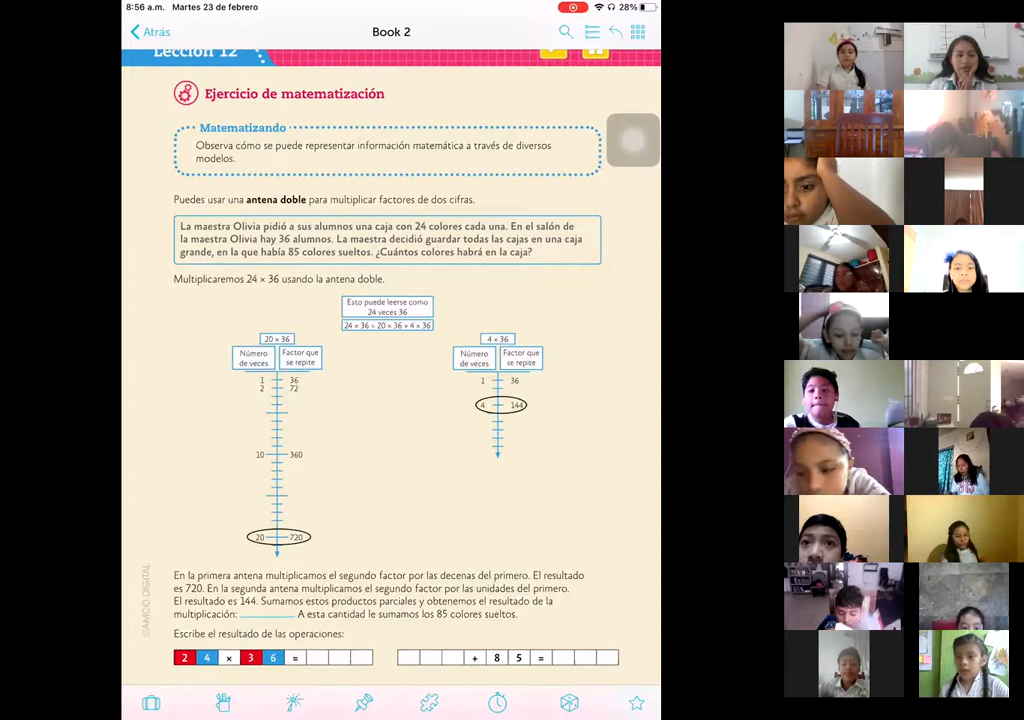 8:56 a.m. Martes 23 de febrero
28%
Atrás
Book 2
Lección 12
Ejercicio de matematización
Matematizando
Observa cómo se puede representar información matemática a través de diversos
modelos.
Puedes usar una antena doble para multiplicar factores de dos cifras.
La maestra Olivia pidió a sus alumnos una caja con 24 colores cada una. En el salón de
la maestra Olivia hay 36 alumnos. La maestra decidió guardar todas las cajas en una caja
grande, en la que había 85 colores sueltos. ¿Cuántos colores habrá en la caja?
Multiplicaremos 24 × 36 usando la antena doble.
Esto puede leerse como
24 veces 36
24 × 36 = 20 × 36 + 4 × 36
20 × 36
Número
de veces
Factor que
se repite
1 36
2 72
10 360
20 720
4 × 36
Número
de veces
Factor que
se repite
1 36
4 144
En la primera antena multiplicamos el segundo factor por las decenas del primero. El resultado
es 720. En la segunda antena multiplicamos el segundo factor por las unidades del primero.
El resultado es 144. Sumamos estos productos parciales y obtenemos el resultado de la
multiplicación: ________ A esta cantidad le sumamos los 85 colores sueltos.
Escribe el resultado de las operaciones:
2 4 × 3 6 =
+ 8 5 =
©AMCO DIGITAL